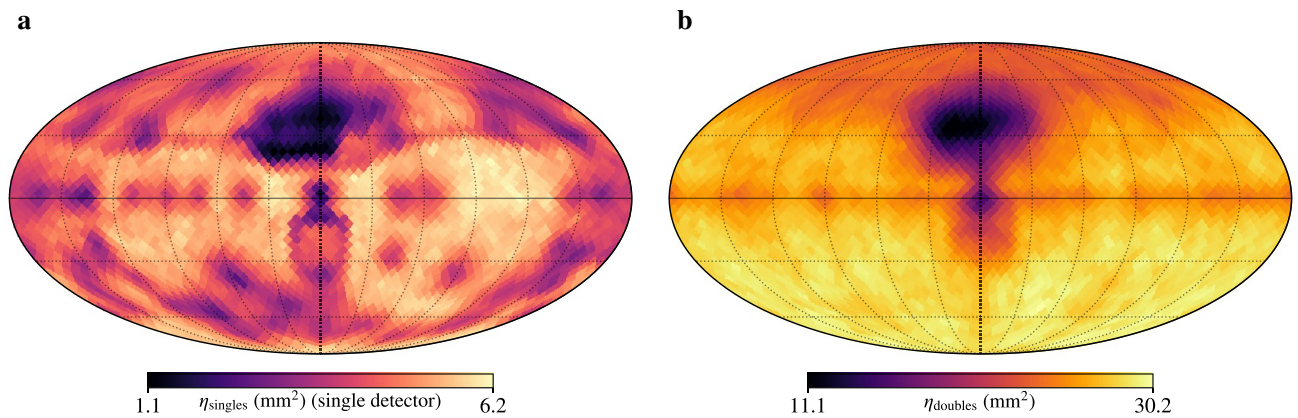 a
b
1.1 η_singles (mm²) (single detector) 6.2
11.1 η_doubles (mm²) 30.2